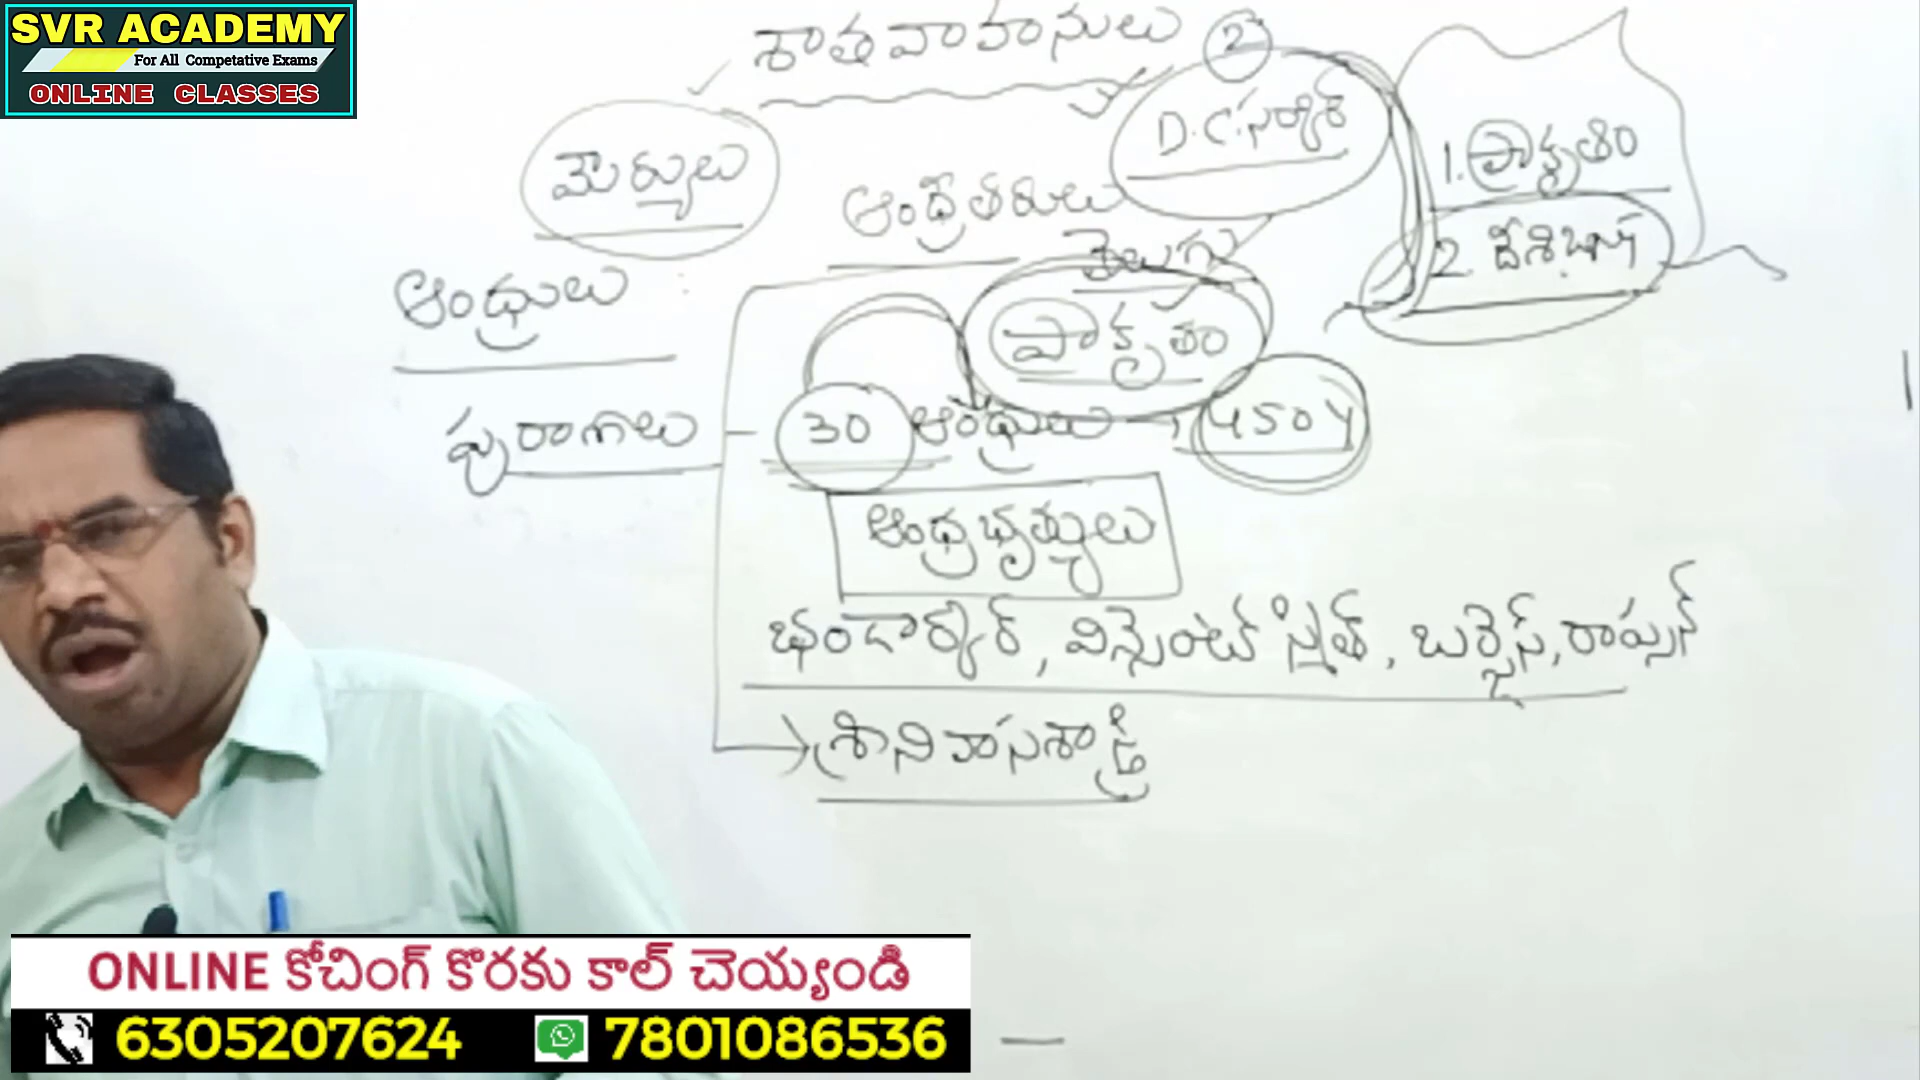 SVR ACADEMY
For All Competative Exams
ONLINE CLASSES
శాతవాహనులు 2
మౌర్యులు
D.C.సర్కార్
1. ప్రాకృతం
ఆంధ్రేతరులు
తెలుగు
2. దేశిభాష
ఆంధ్రులు
ప్రాకృతం
పురాణాలు - 30 ఆంధ్రులు → 450Y
ఆంధ్రభృత్యులు
భండార్కర్, విన్సెంట్ స్మిత్, బర్జెస్, రాప్సన్
→ శ్రీనివాసశాస్త్రి
ONLINE కోచింగ్ కొరకు కాల్ చెయ్యండి
6305207624 7801086536